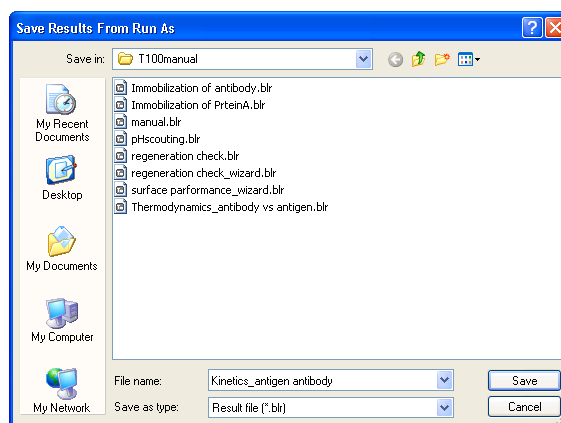 Save Results From Run As
Save in: T100manual
Immobilization of antibody.blr
Immobilization of PrteinA.blr
manual.blr
pHscouting.blr
regeneration check.blr
regeneration check_wizard.blr
surface parformance_wizard.blr
Thermodynamics_antibody vs antigen.blr
My Recent
Documents
Desktop
My Documents
My Computer
My Network
File name: Kinetics_antigen antibody Save
Save as type: Result file (*.blr) Cancel